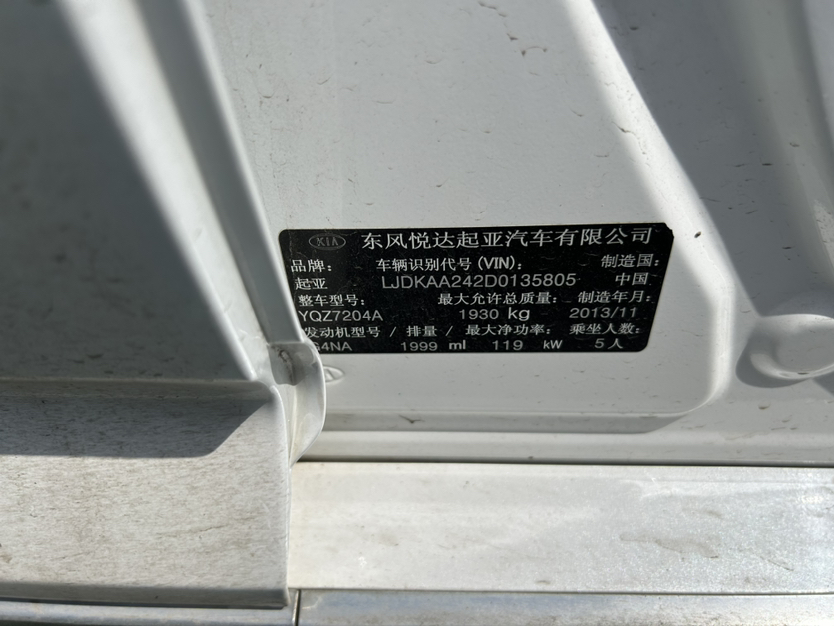 KIA 东风悦达起亚汽车有限公司
品牌: 车辆识别代号(VIN): 制造国:
起亚 LJDKAA242D0135805 中国
整车型号: 最大允许总质量: 制造年月:
YQZ7204A 1930 kg 2013/11
发动机型号/排量/最大净功率: 乘坐人数:
G4NA 1999 ml 119 kW 5人